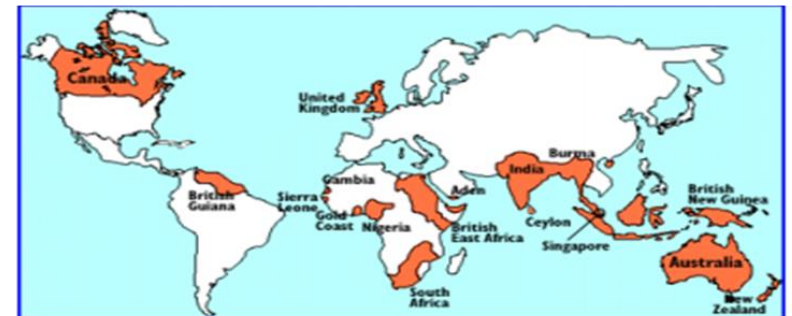 Canada
United
Kingdom
Burma
India
Gambia
Aden
British
New Guinea
British
Guiana
Sierra
Leone
Gold
Coast
Nigeria
British
East Africa
Ceylon
Singapore
Australia
South
Africa
New
Zealand